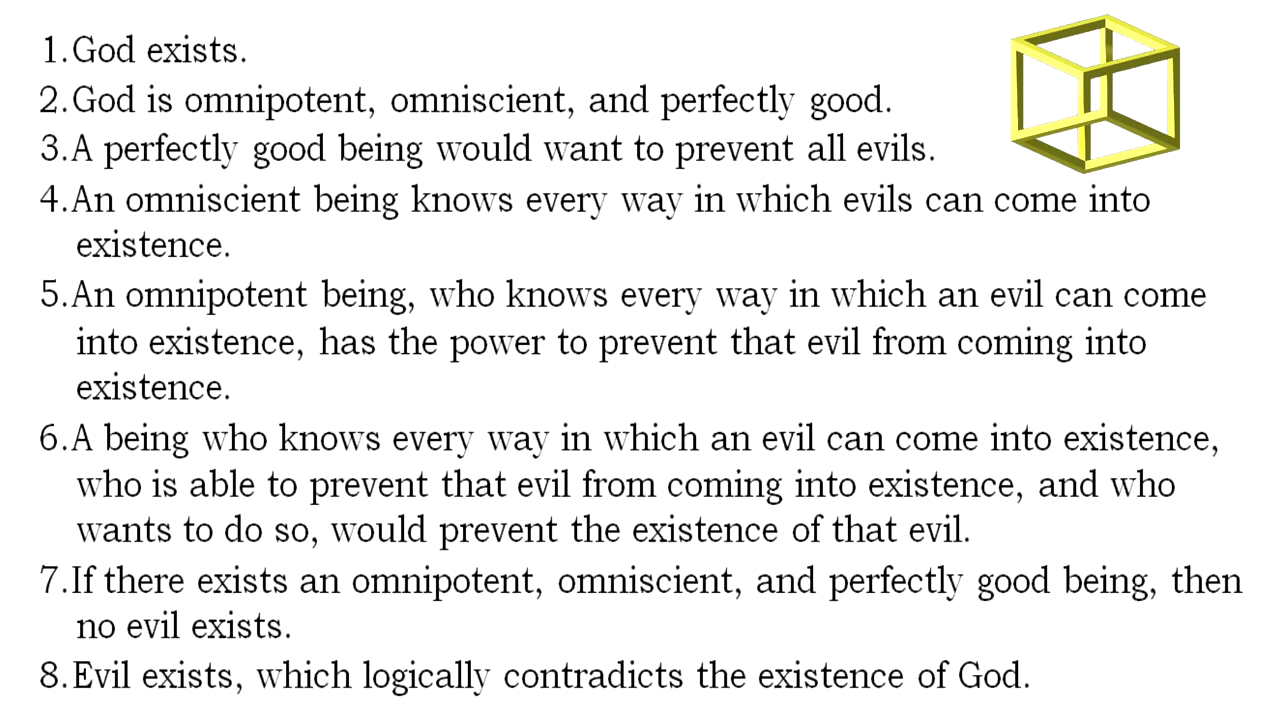 1.God exists.
2.God is omnipotent, omniscient, and perfectly good.
3.A perfectly good being would want to prevent all evils.
4.An omniscient being knows every way in which evils can come into
existence.
5.An omnipotent being, who knows every way in which an evil can come
into existence, has the power to prevent that evil from coming into
existence.
6.A being who knows every way in which an evil can come into existence,
who is able to prevent that evil from coming into existence, and who
wants to do so, would prevent the existence of that evil.
7.If there exists an omnipotent, omniscient, and perfectly good being, then
no evil exists.
8.Evil exists, which logically contradicts the existence of God.